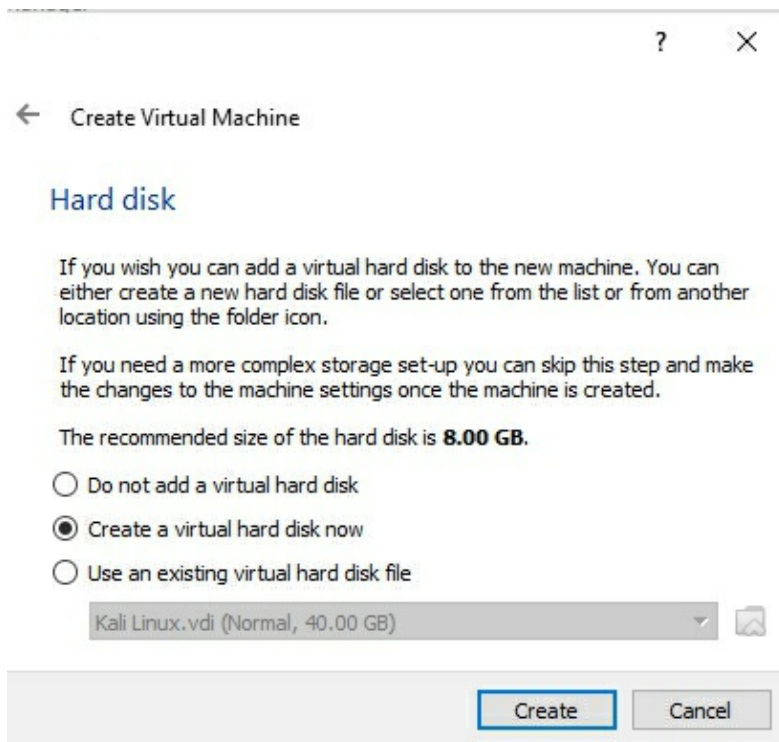 ?
Create Virtual Machine
Hard disk
If you wish you can add a virtual hard disk to the new machine. You can
either create a new hard disk file or select one from the list or from another
location using the folder icon.
If you need a more complex storage set-up you can skip this step and make
the changes to the machine settings once the machine is created.
The recommended size of the hard disk is 8.00 GB.
Do not add a virtual hard disk
Create a virtual hard disk now
Use an existing virtual hard disk file
Kali Linux.vdi (Normal, 40.00 GB)
Create Cancel